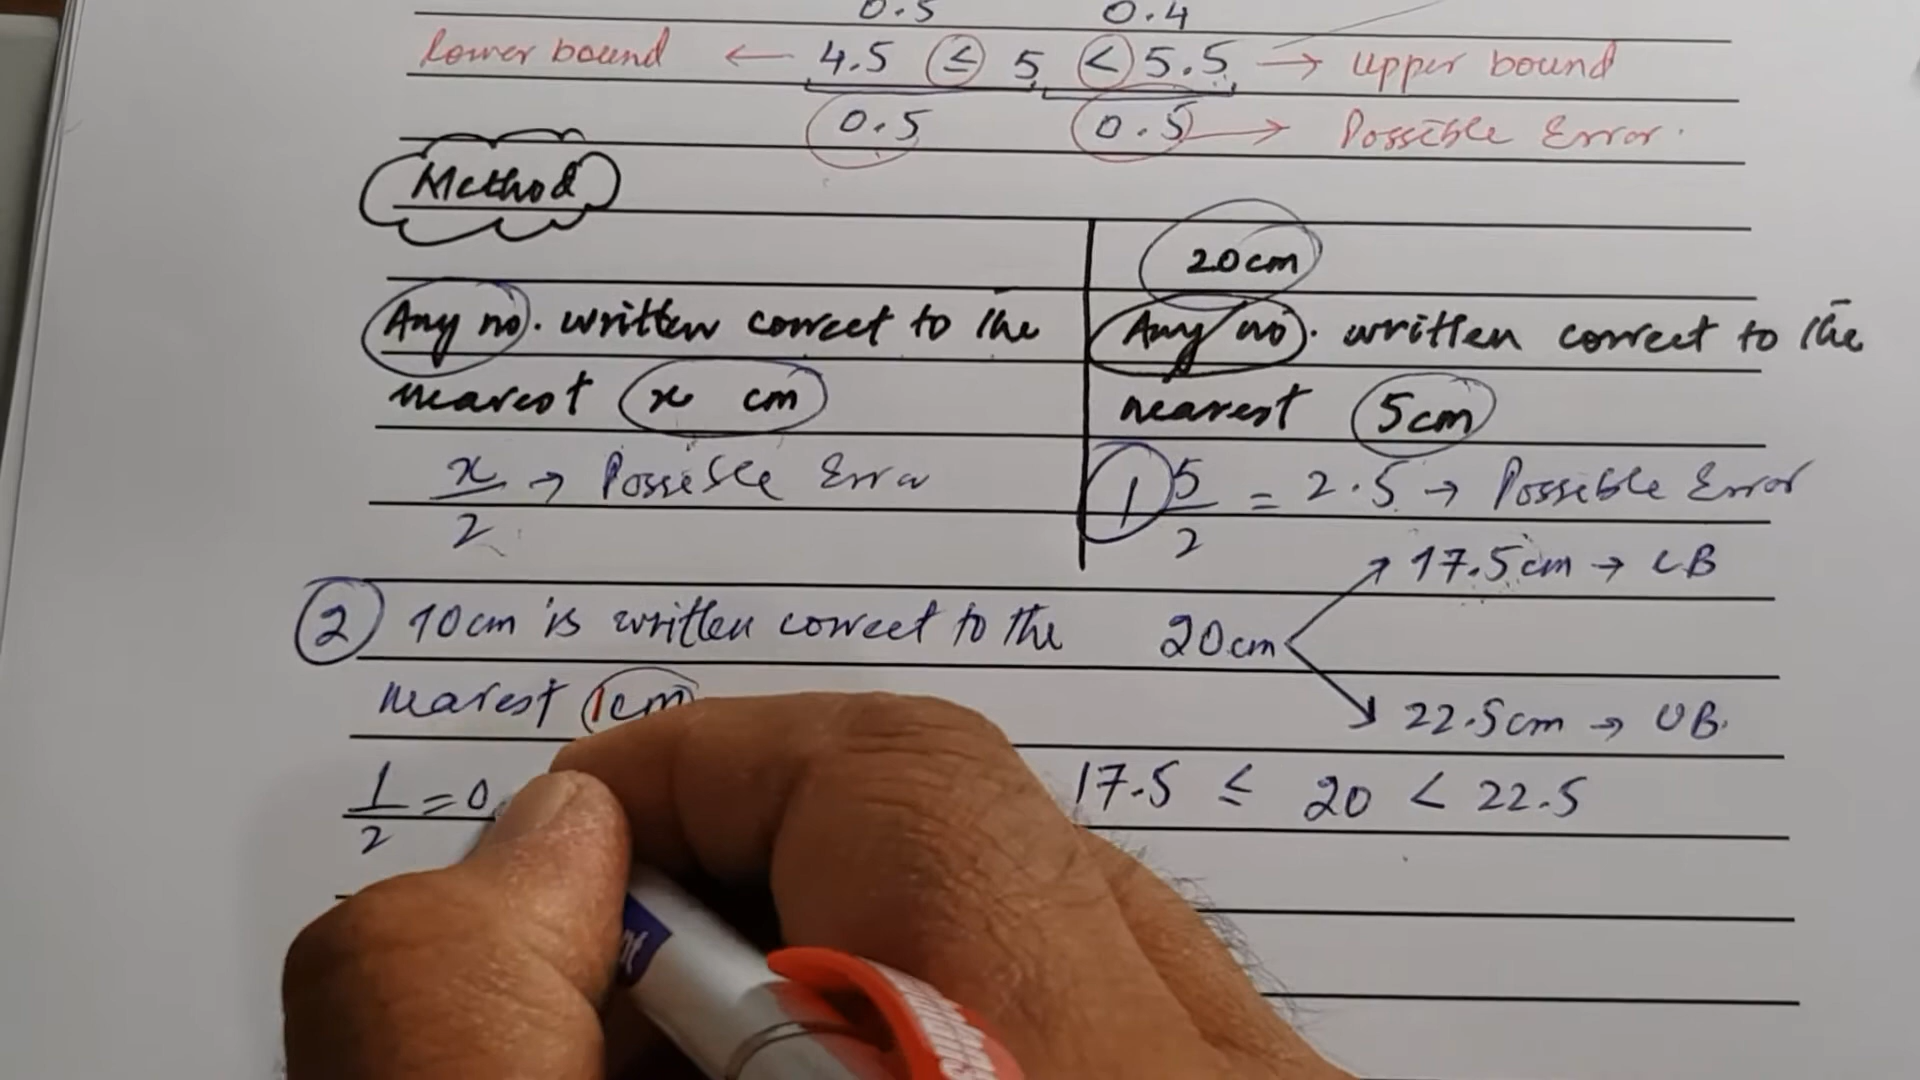 0.5 0.4
Lower bound ← 4.5 ≤ 5 < 5.5 → Upper bound
0.5 0.5 → Possible Error.
Method
20cm
Any no. written correct to the
nearest x cm
x/2 → Possible Erro
Any no. written correct to the
nearest 5cm
1 5/2 = 2.5 → Possible Error
17.5cm → LB
20cm
22.5cm → UB.
17.5 ≤ 20 < 22.5
2 10cm is written correct to the
nearest 1cm
1/2 = 0.